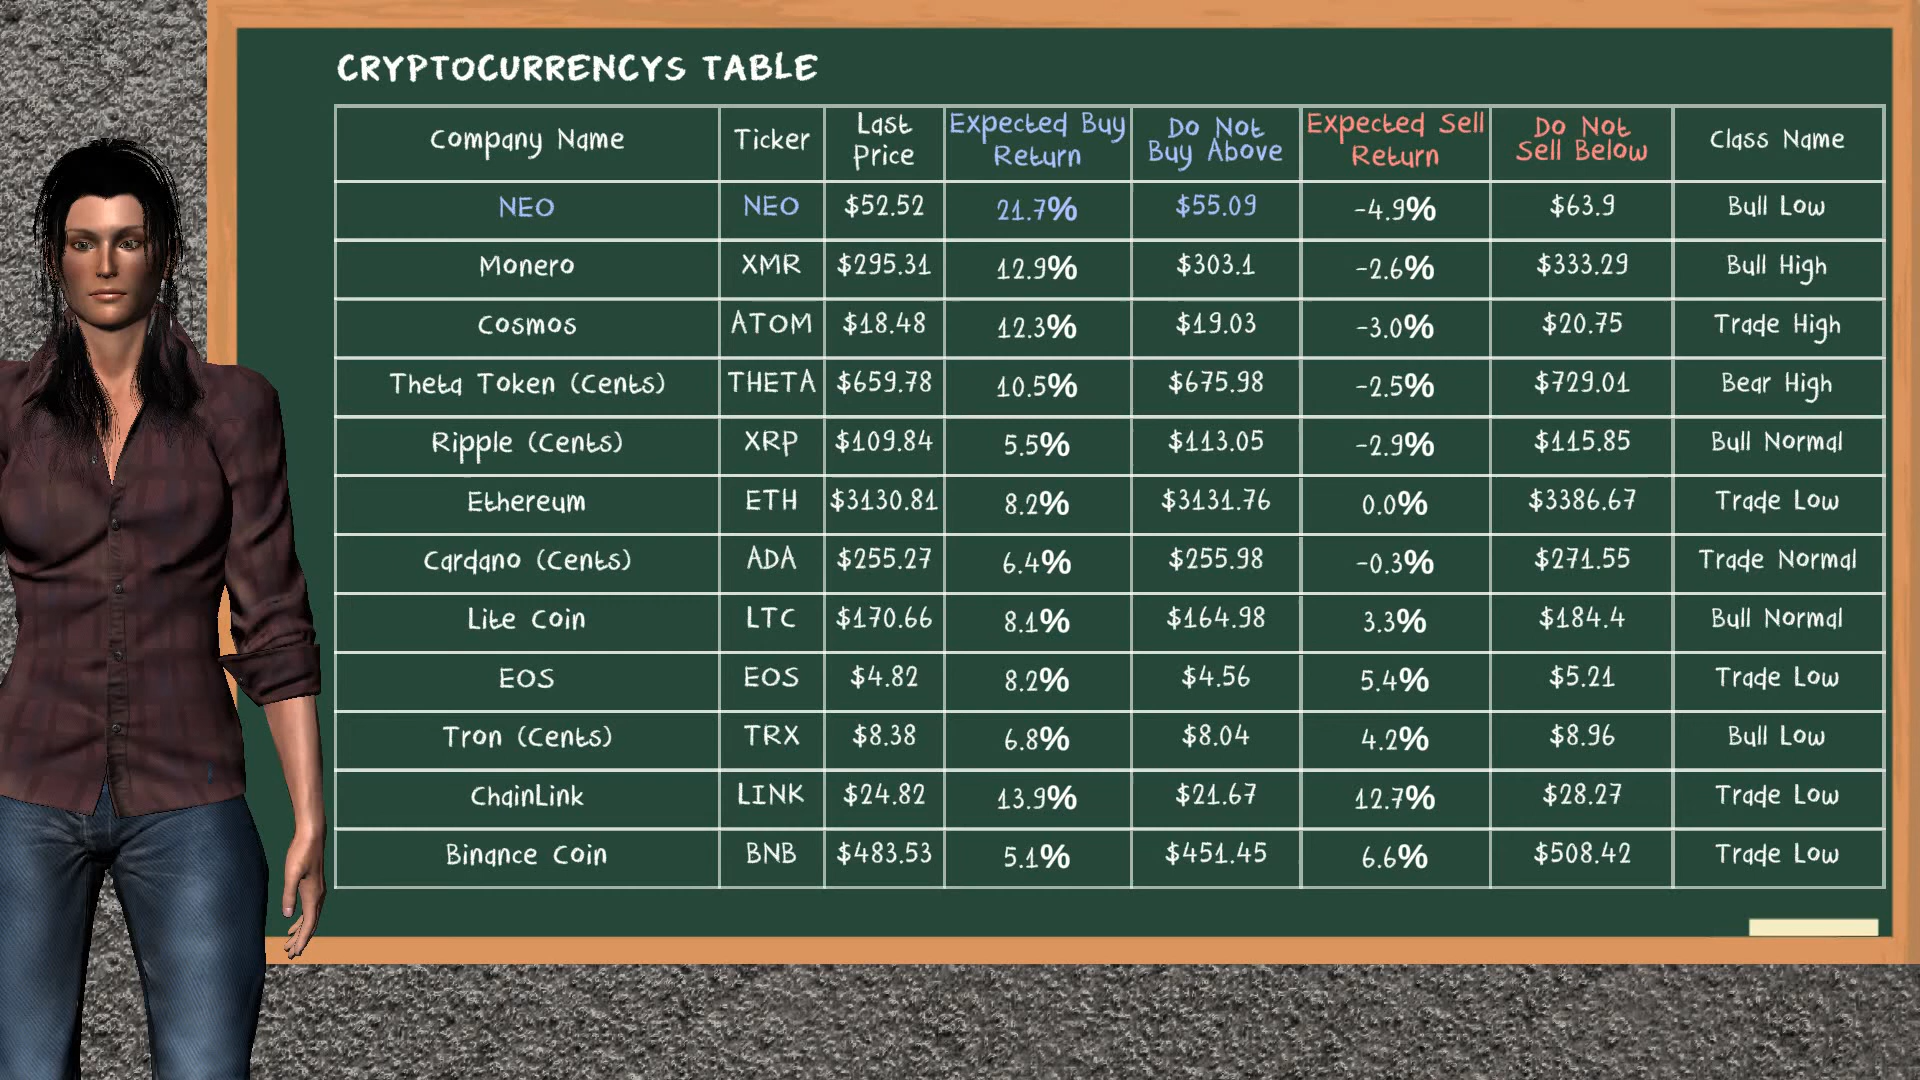 CRYPTOCURRENCYS TABLE
Company Name Ticker Last Price Expected Buy Return Do Not Buy Above Expected Sell Return Do Not Sell Below Class Name
NEO NEO $52.52 21.7% $55.09 -4.9% $63.9 Bull Low
Monero XMR $295.31 12.9% $303.1 -2.6% $333.29 Bull High
Cosmos ATOM $18.48 12.3% $19.03 -3.0% $20.75 Trade High
Theta Token (Cents) THETA $659.78 10.5% $675.98 -2.5% $729.01 Bear High
Ripple (Cents) XRP $109.84 5.5% $113.05 -2.9% $115.85 Bull Normal
Ethereum ETH $3130.81 8.2% $3131.76 0.0% $3386.67 Trade Low
Cardano (Cents) ADA $255.27 6.4% $255.98 -0.3% $271.55 Trade Normal
Lite Coin LTC $170.66 8.1% $164.98 3.3% $184.4 Bull Normal
EOS EOS $4.82 8.2% $4.56 5.4% $5.21 Trade Low
Tron (Cents) TRX $8.38 6.8% $8.04 4.2% $8.96 Bull Low
ChainLink LINK $24.82 13.9% $21.67 12.7% $28.27 Trade Low
Binance Coin BNB $483.53 5.1% $451.45 6.6% $508.42 Trade Low